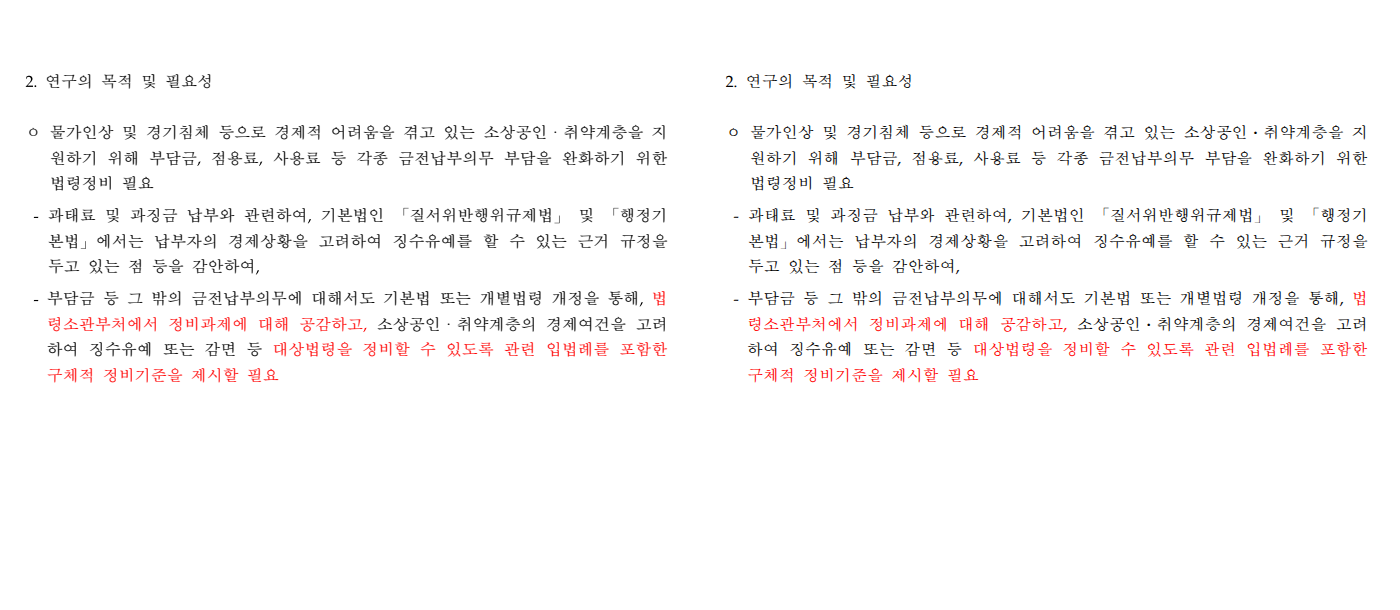 2. 연구의 목적 및 필요성
ㅇ 물가인상 및 경기침체 등으로 경제적 어려움을 겪고 있는 소상공인·취약계층을 지
원하기 위해 부담금, 점용료, 사용료 등 각종 금전납부의무 부담을 완화하기 위한
법령정비 필요
- 과태료 및 과징금 납부와 관련하여, 기본법인 「질서위반행위규제법」 및 「행정기
본법」에서는 납부자의 경제상황을 고려하여 징수유예를 할 수 있는 근거 규정을
두고 있는 점 등을 감안하여,
- 부담금 등 그 밖의 금전납부의무에 대해서도 기본법 또는 개별법령 개정을 통해, 법
령소관부처에서 정비과제에 대해 공감하고, 소상공인·취약계층의 경제여건을 고려
하여 징수유예 또는 감면 등 대상법령을 정비할 수 있도록 관련 입법례를 포함한
구체적 정비기준을 제시할 필요
2. 연구의 목적 및 필요성
ㅇ 물가인상 및 경기침체 등으로 경제적 어려움을 겪고 있는 소상공인・취약계층을 지
원하기 위해 부담금, 점용료, 사용료 등 각종 금전납부의무 부담을 완화하기 위한
법령정비 필요
- 과태료 및 과징금 납부와 관련하여, 기본법인 「질서위반행위규제법」 및 「행정기
본법」에서는 납부자의 경제상황을 고려하여 징수유예를 할 수 있는 근거 규정을
두고 있는 점 등을 감안하여,
- 부담금 등 그 밖의 금전납부의무에 대해서도 기본법 또는 개별법령 개정을 통해, 법
령소관부처에서 정비과제에 대해 공감하고, 소상공인・취약계층의 경제여건을 고려
하여 징수유예 또는 감면 등 대상법령을 정비할 수 있도록 관련 입법례를 포함한
구체적 정비기준을 제시할 필요